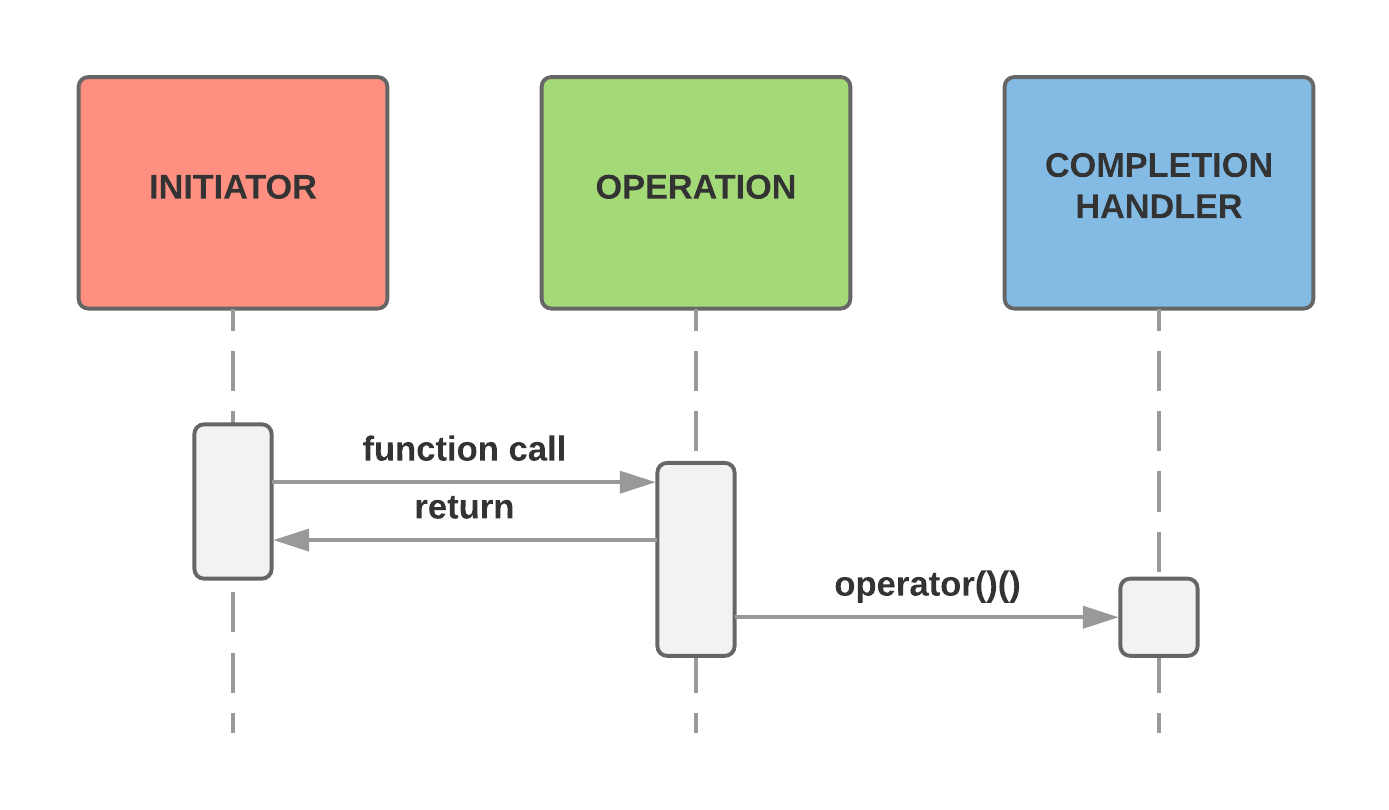 INITIATOR
OPERATION
COMPLETION
HANDLER
function call
return
operator()()